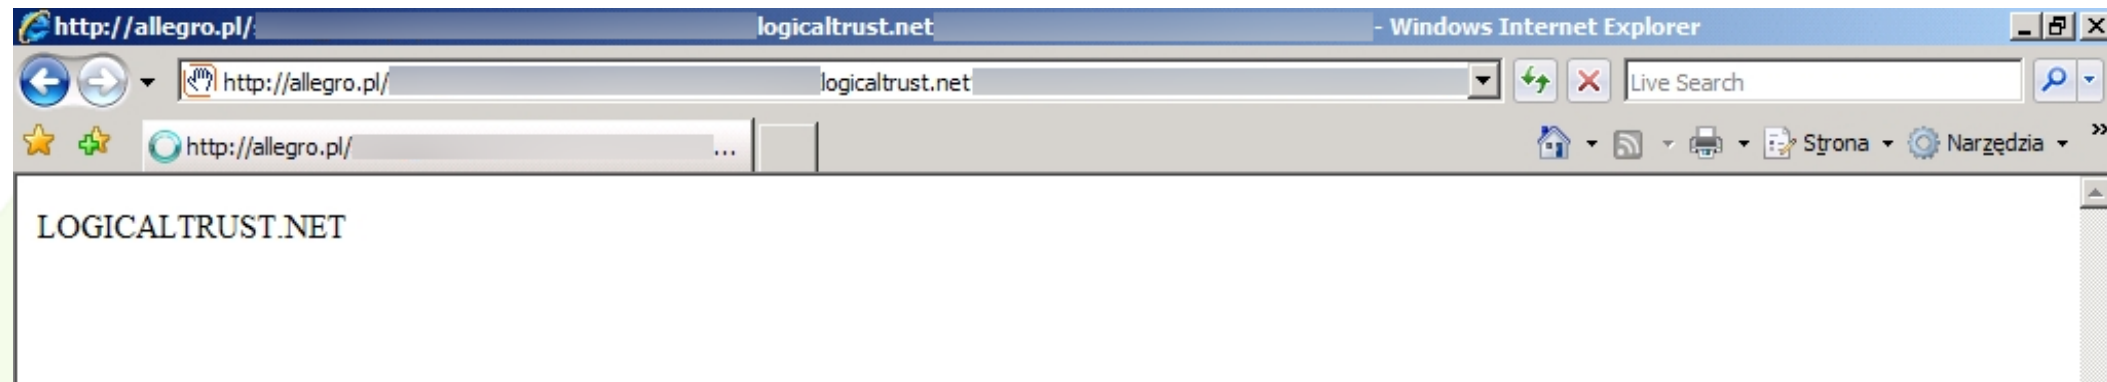 http://allegro.pl/ logicaltrust.net - Windows Internet Explorer
http://allegro.pl/ logicaltrust.net Live Search
http://allegro.pl/ ... Strona Narzędzia »
LOGICALTRUST.NET